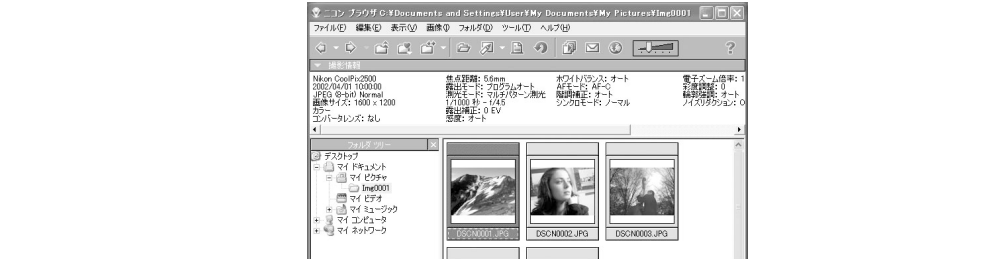 ニコン ブラウザ C:¥Documents and Settings¥User¥My Documents¥My Pictures¥Img0001
ファイル(F) 編集(E) 表示(V) 画像(I) フォルダ(D) ツール(T) ヘルプ(H)
撮影情報
Nikon CoolPix2500
2002/04/01 10:00:00
JPEG (8-bit) Normal
画像サイズ: 1600 x 1200
カラー
コンバータレンズ: なし
焦点距離: 5.6mm
露出モード: プログラムオート
測光モード: マルチパターン測光
1/1000 秒 - f/4.5
露出補正: 0 EV
感度: オート
ホワイトバランス: オート
AFモード: AF-C
階調補正: オート
シンクロモード: ノーマル
電子ズーム倍率: 1
彩度調整: 0
輪郭強調: オート
ノイズリダクション: O
フォルダ ツリー
デスクトップ
マイ ドキュメント
マイ ピクチャ
Img0001
マイ ビデオ
マイ ミュージック
マイ コンピュータ
マイ ネットワーク
DSCN0001.JPG
DSCN0002.JPG
DSCN0003.JPG